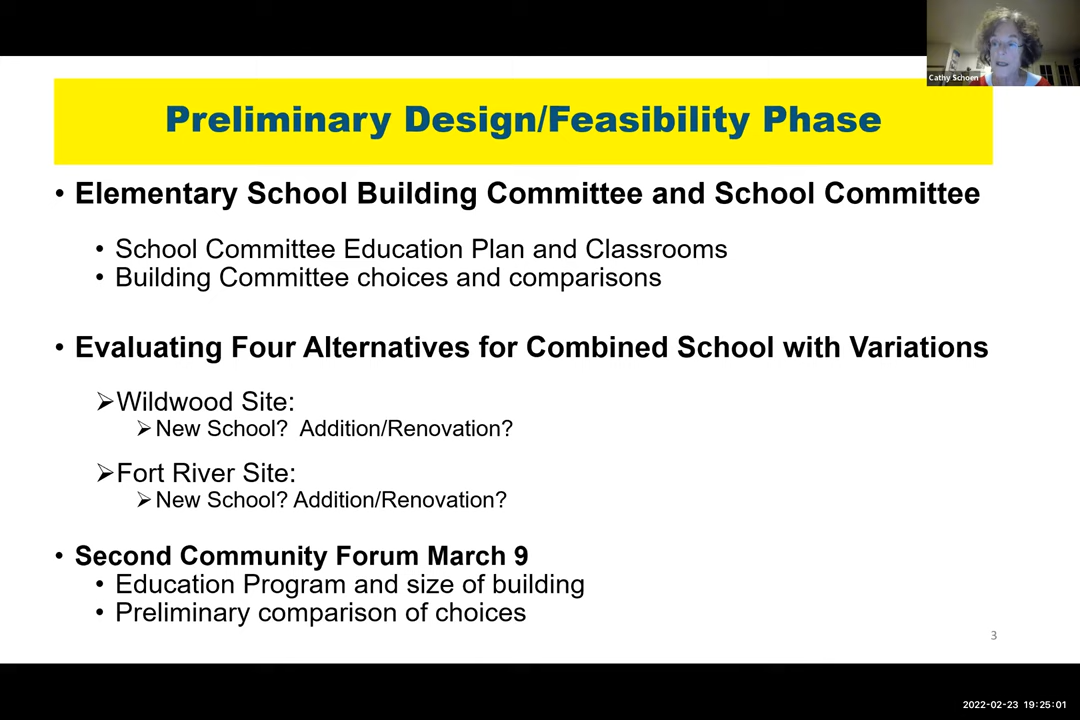 Cathy Schoen
Preliminary Design/Feasibility Phase
• Elementary School Building Committee and School Committee
• School Committee Education Plan and Classrooms
• Building Committee choices and comparisons
• Evaluating Four Alternatives for Combined School with Variations
➢Wildwood Site:
➢New School? Addition/Renovation?
➢Fort River Site:
➢New School? Addition/Renovation?
• Second Community Forum March 9
• Education Program and size of building
• Preliminary comparison of choices
3
2022-02-23 19:25:01